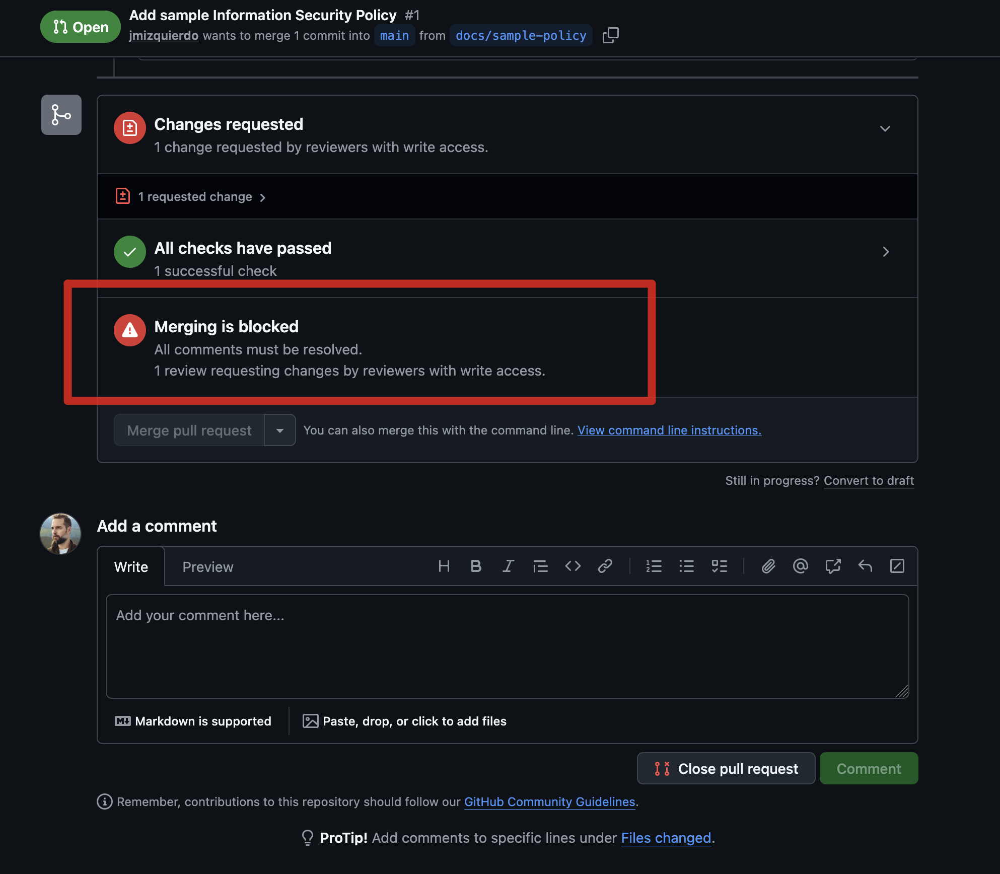 Open
Add sample Information Security Policy #1
jmizquierdo wants to merge 1 commit into main from docs/sample-policy
Changes requested
1 change requested by reviewers with write access.
1 requested change
All checks have passed
1 successful check
Merging is blocked
All comments must be resolved.
1 review requesting changes by reviewers with write access.
Merge pull request
You can also merge this with the command line. View command line instructions.
Still in progress? Convert to draft
Add a comment
Write
Preview
Add your comment here...
Markdown is supported
Paste, drop, or click to add files
Close pull request
Comment
Remember, contributions to this repository should follow our GitHub Community Guidelines.
ProTip! Add comments to specific lines under Files changed.